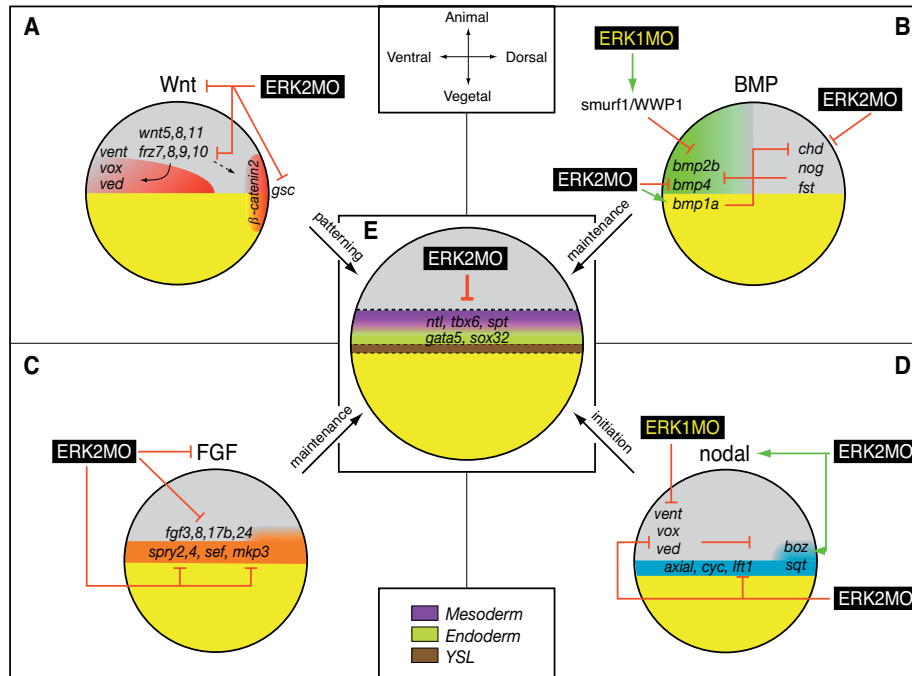 A
Wnt
ERK2MO
wnt5,8,11
frz7,8,9,10
vent
vox
ved
β-catenin2
gsc
patterning
Animal
Ventral
Dorsal
Vegetal
B
ERK1MO
smurf1/WWP1
BMP
ERK2MO
chd
nog
fst
bmp2b
bmp4
bmp1a
ERK2MO
maintenance
E
ERK2MO
ntl, tbx6, spt
gata5, sox32
C
ERK2MO
FGF
fgf3,8,17b,24
spry2,4, sef, mkp3
maintenance
D
ERK1MO
nodal
ERK2MO
vent
vox
ved
boz
sqt
axial, cyc, lft1
ERK2MO
initiation
Mesoderm
Endoderm
YSL